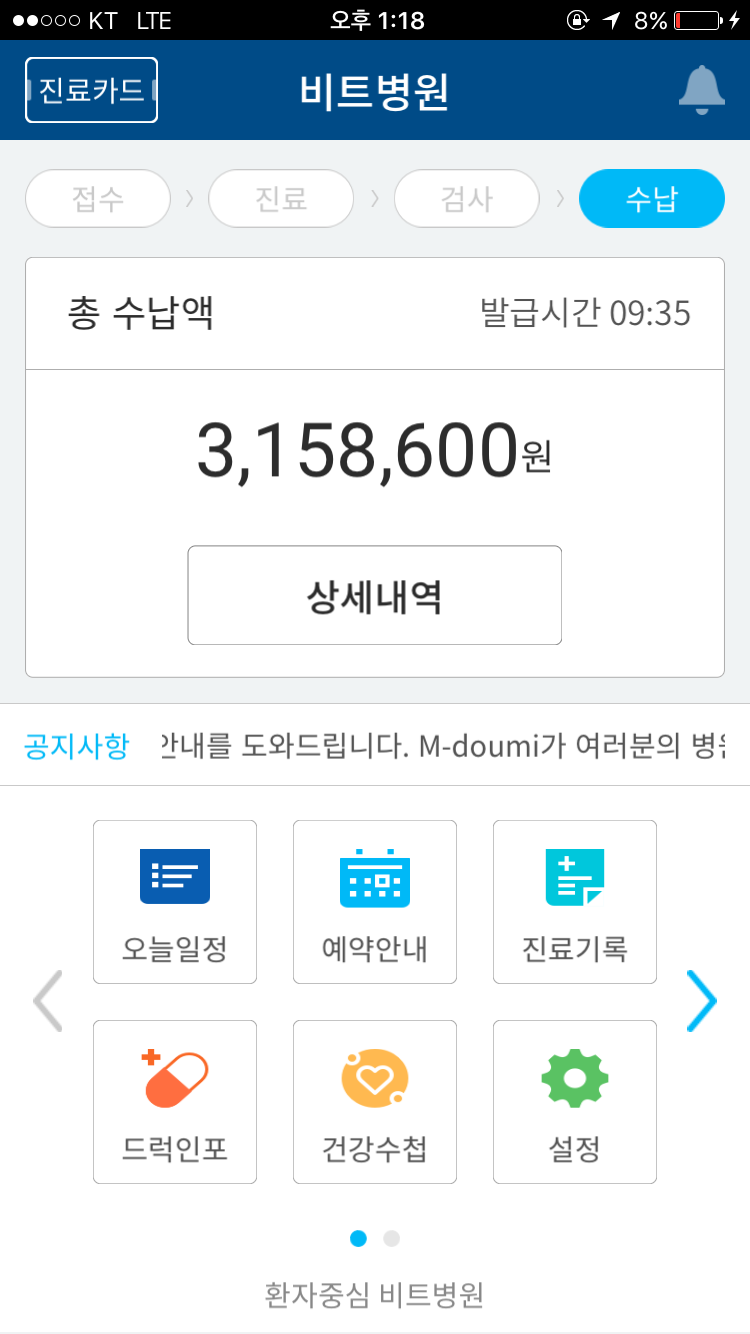 KT LTE 오후 1:18 8%
진료카드 비트병원
접수 진료 검사 수납
총 수납액 발급시간 09:35
3,158,600원
상세내역
공지사항 안내를 도와드립니다. M-doumi가 여러분의 병원
오늘일정 예약안내 진료기록
드럭인포 건강수첩 설정
환자중심 비트병원